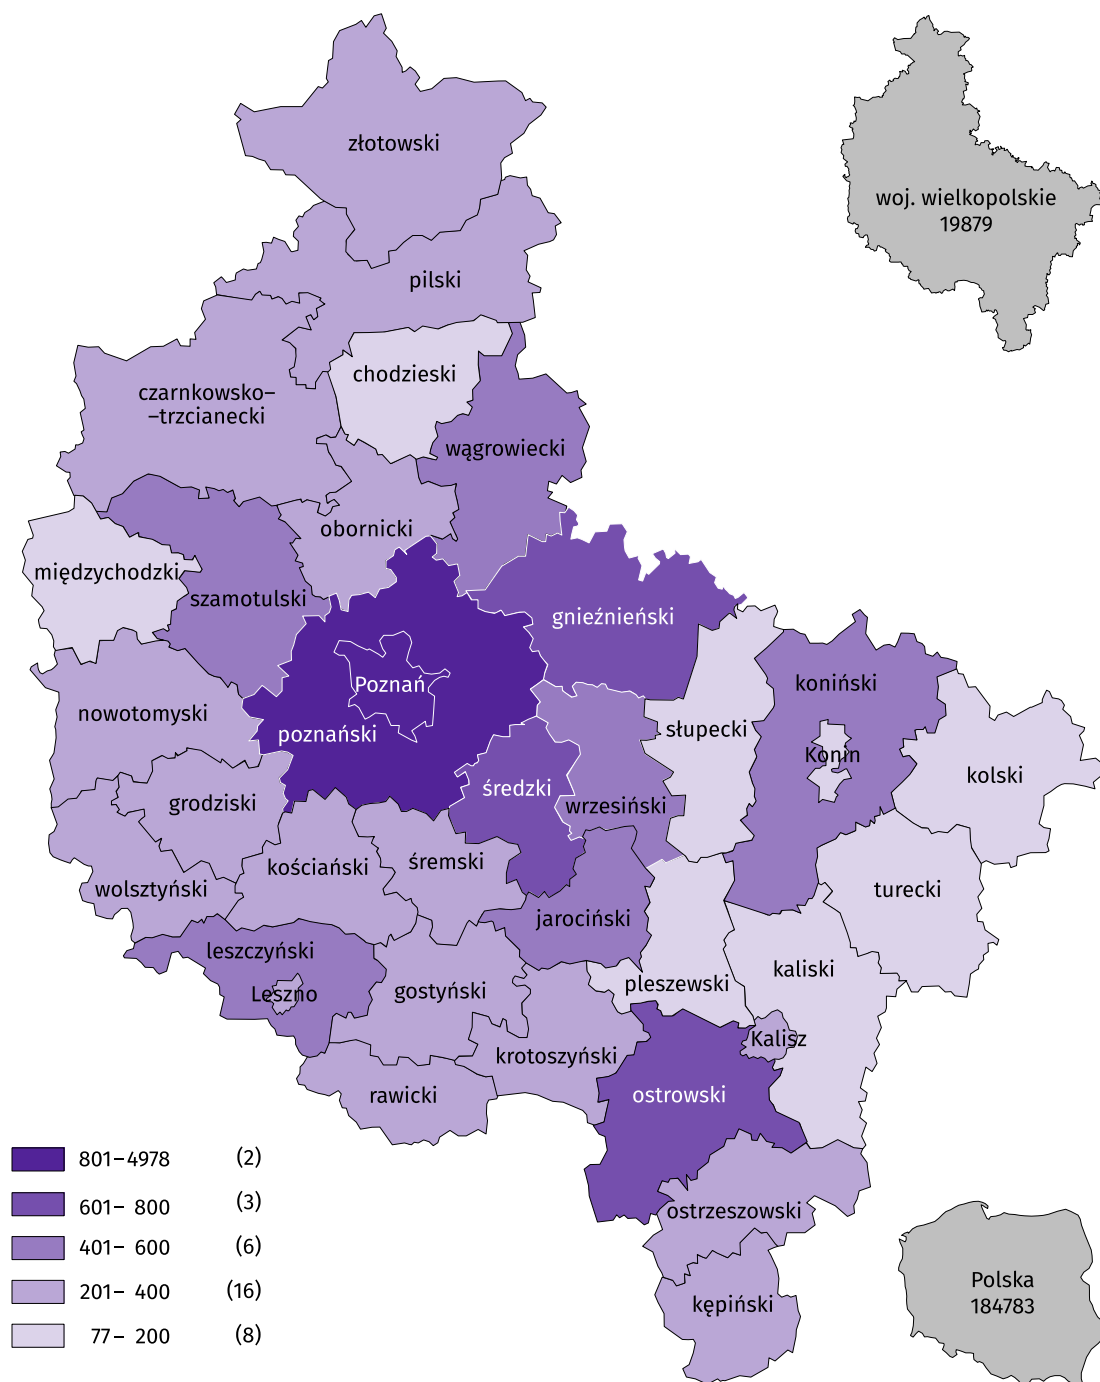 złotowski
woj. wielkopolskie
19879
pilski
chodzieski
czarnkowsko–
–trzcianecki
wągrowiecki
obornicki
międzychodzki
szamotulski
gnieźnieński
Poznań
koniński
nowotomyski
poznański
słupecki
Konin
kolski
średzki
grodziski
wrzesiński
śremski
kościański
wolsztyński
turecki
jarociński
leszczyński
kaliski
pleszewski
gostyński
Leszno
Kalisz
krotoszyński
rawicki
ostrowski
801–4978 (2)
601– 800 (3)
ostrzeszowski
401– 600 (6)
201– 400 (16)
Polska
184783
kępiński
77– 200 (8)